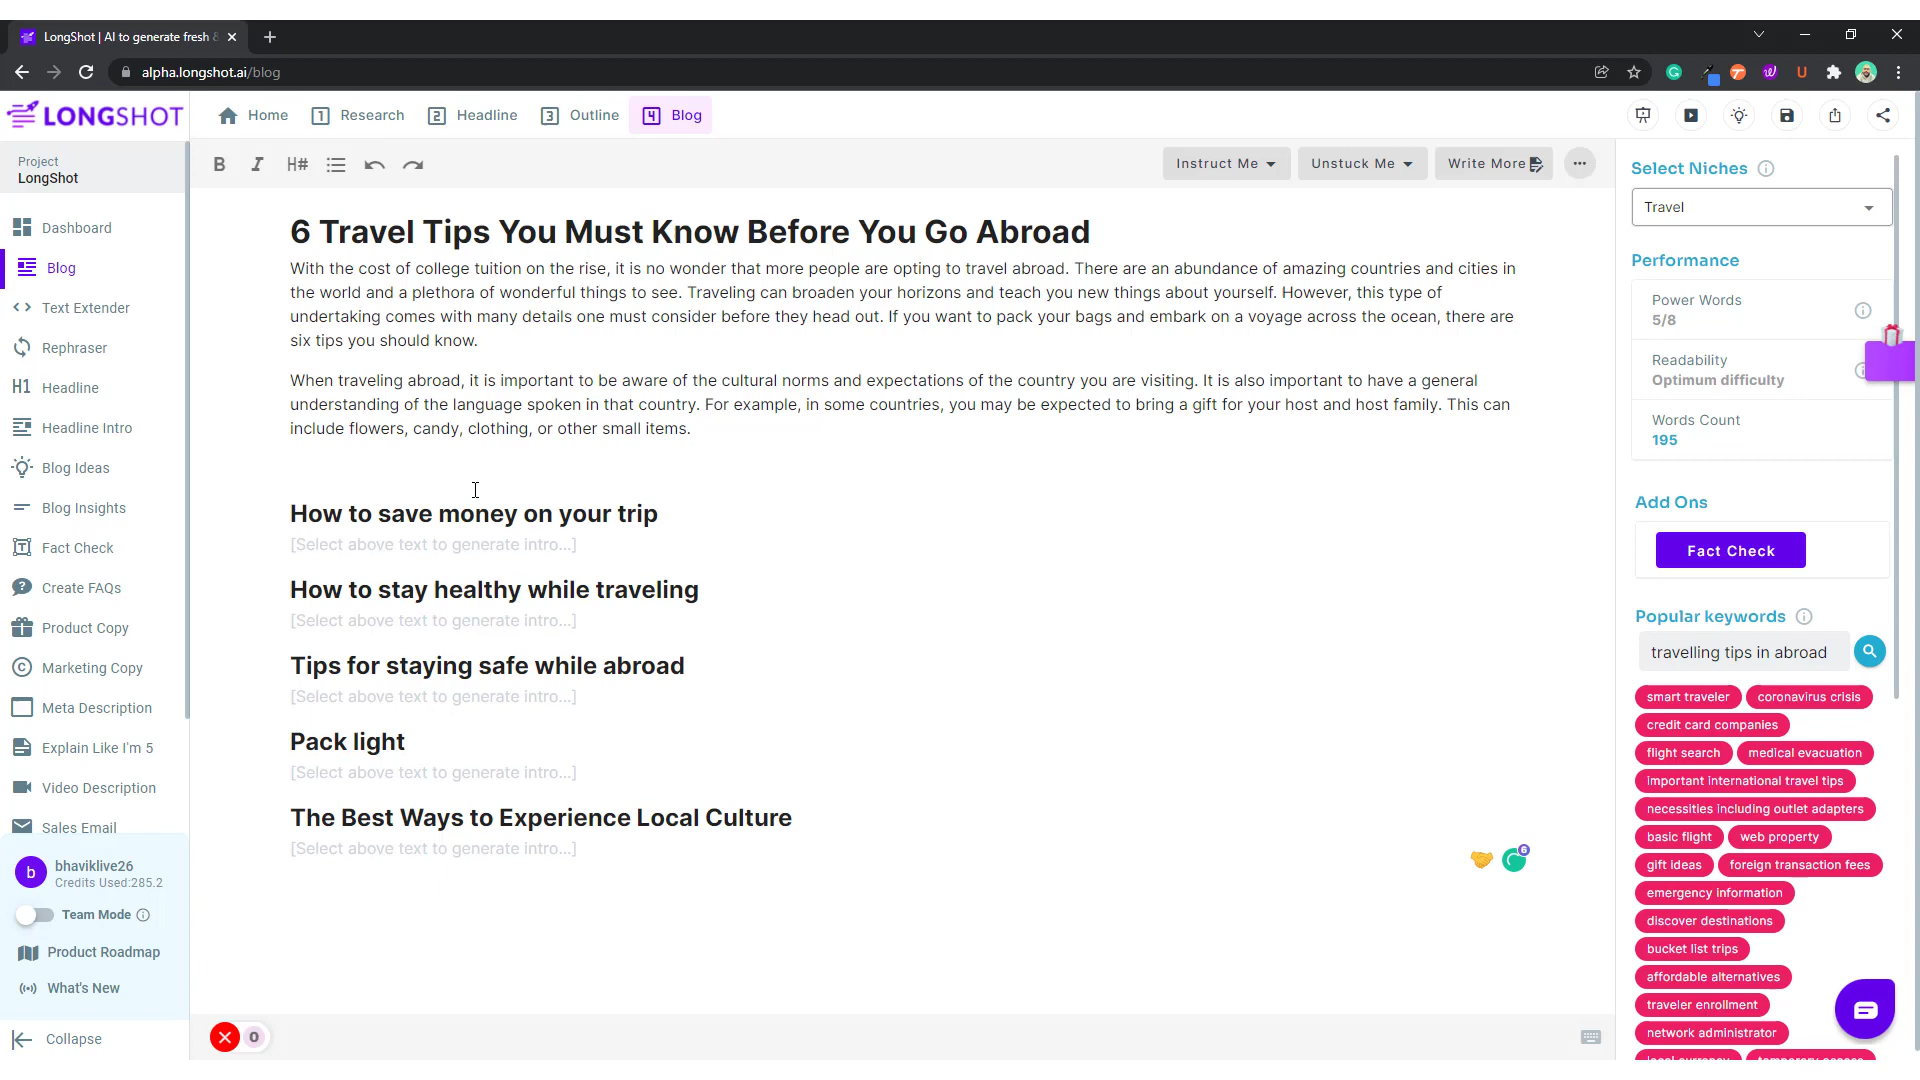 LongShot | AI to generate fresh &
alpha.longshot.ai/blog
LONGSHOT
Home
1 Research
2 Headline
3 Outline
4 Blog
Project
LongShot
Dashboard
Blog
Text Extender
Rephraser
H1 Headline
Headline Intro
Blog Ideas
Blog Insights
Fact Check
Create FAQs
Product Copy
Marketing Copy
Meta Description
Explain Like I'm 5
Video Description
Sales Email
b
bhaviklive26
Credits Used:285.2
Team Mode
Product Roadmap
What's New
Collapse
B I H#
Instruct Me
Unstuck Me
Write More
6 Travel Tips You Must Know Before You Go Abroad
With the cost of college tuition on the rise, it is no wonder that more people are opting to travel abroad. There are an abundance of amazing countries and cities in
the world and a plethora of wonderful things to see. Traveling can broaden your horizons and teach you new things about yourself. However, this type of
undertaking comes with many details one must consider before they head out. If you want to pack your bags and embark on a voyage across the ocean, there are
six tips you should know.
When traveling abroad, it is important to be aware of the cultural norms and expectations of the country you are visiting. It is also important to have a general
understanding of the language spoken in that country. For example, in some countries, you may be expected to bring a gift for your host and host family. This can
include flowers, candy, clothing, or other small items.
How to save money on your trip
[Select above text to generate intro...]
How to stay healthy while traveling
[Select above text to generate intro...]
Tips for staying safe while abroad
[Select above text to generate intro...]
Pack light
[Select above text to generate intro...]
The Best Ways to Experience Local Culture
[Select above text to generate intro...]
6
0
Select Niches
Travel
Performance
Power Words
5/8
Readability
Optimum difficulty
Words Count
195
Add Ons
Fact Check
Popular keywords
travelling tips in abroad
smart traveler
coronavirus crisis
credit card companies
flight search
medical evacuation
important international travel tips
necessities including outlet adapters
basic flight
web property
gift ideas
foreign transaction fees
emergency information
discover destinations
bucket list trips
affordable alternatives
traveler enrollment
network administrator
local currency
temporary access